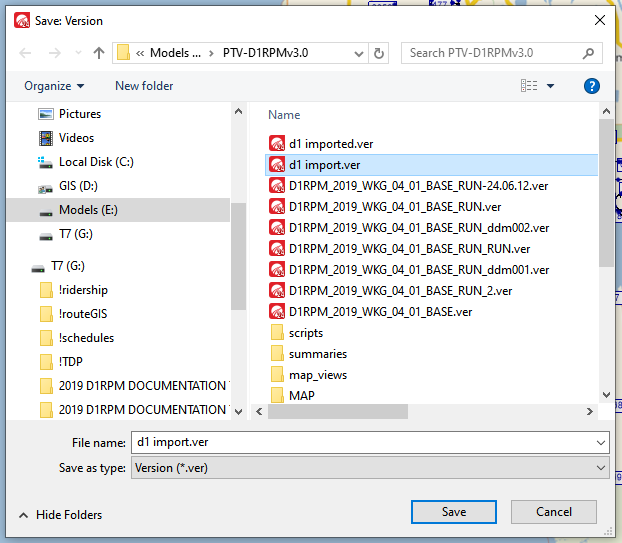 Save: Version
« Models ... > PTV-D1RPMv3.0
Search PTV-D1RPMv3.0
Organize
New folder
?
Pictures
Videos
Local Disk (C:)
GIS (D:)
Models (E:)
T7 (G:)
T7 (G:)
!ridership
!routeGIS
!schedules
!TDP
2019 D1RPM DOCUMENTATION
2019 D1RPM DOCUMENTATION
Name
d1 imported.ver
d1 import.ver
D1RPM_2019_WKG_04_01_BASE_RUN-24.06.12.ver
D1RPM_2019_WKG_04_01_BASE_RUN.ver
D1RPM_2019_WKG_04_01_BASE_RUN_ddm002.ver
D1RPM_2019_WKG_04_01_BASE_RUN_RUN.ver
D1RPM_2019_WKG_04_01_BASE_RUN_ddm001.ver
D1RPM_2019_WKG_04_01_BASE_RUN_2.ver
D1RPM_2019_WKG_04_01_BASE.ver
scripts
summaries
map_views
MAP
File name: d1 import.ver
Save as type: Version (*.ver)
Hide Folders
Save
Cancel